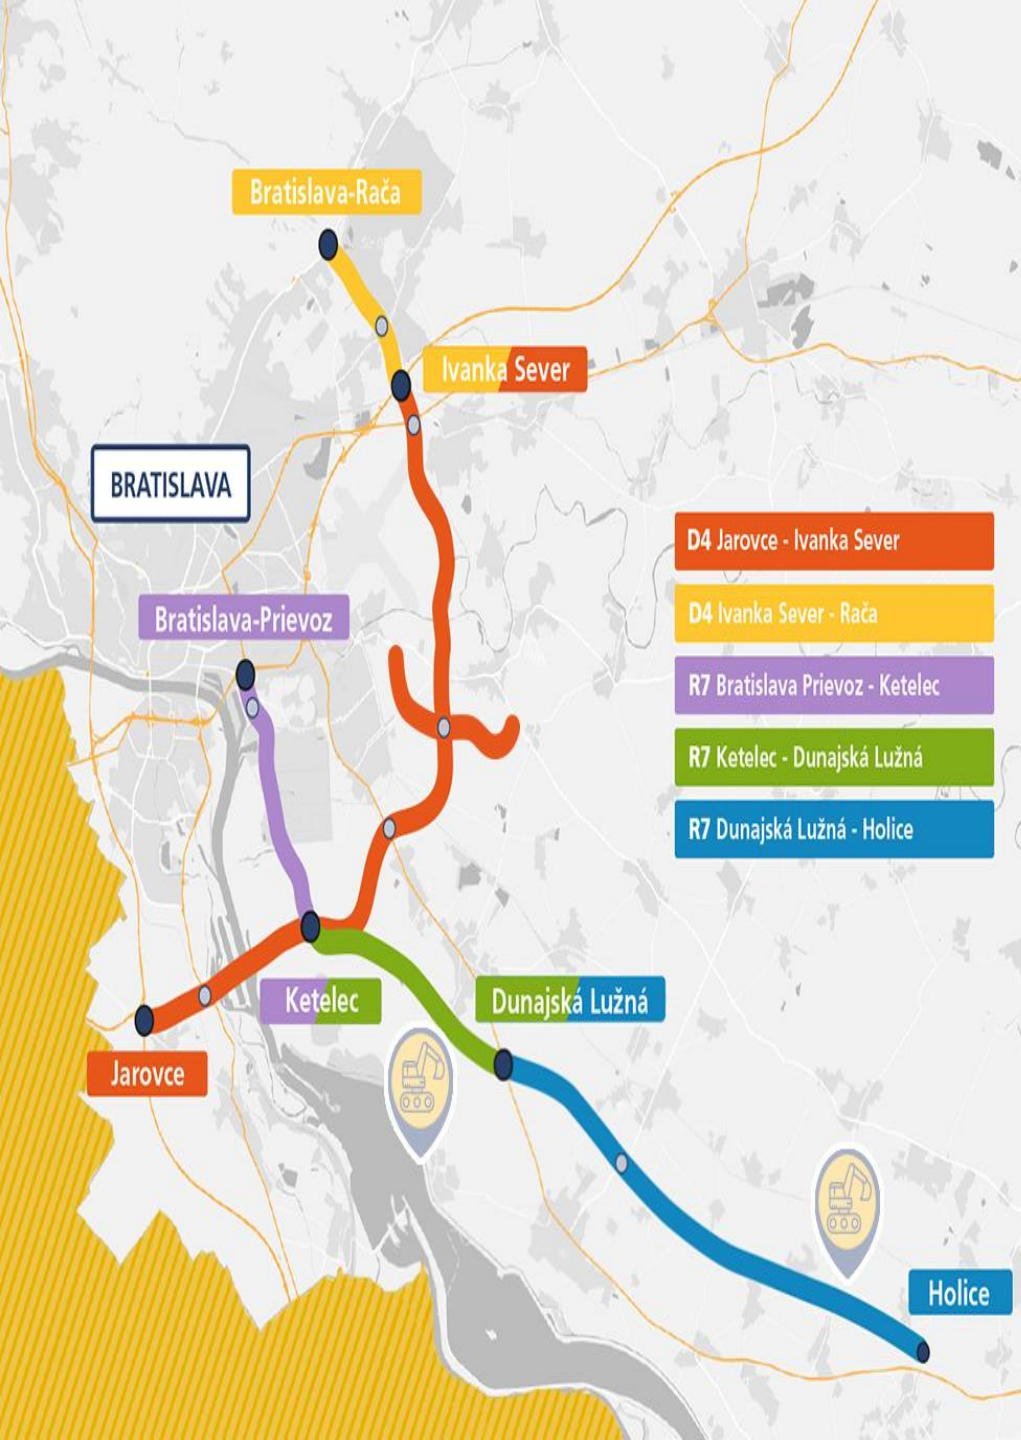 Bratislava-Rača
Ivanka Sever
BRATISLAVA
D4 Jarovce - Ivanka Sever
D4 Ivanka Sever - Rača
Bratislava-Prievoz
R7 Bratislava Prievoz - Ketelec
R7 Ketelec - Dunajská Lužná
R7 Dunajská Lužná - Holice
Ketelec
Dunajská Lužná
Jarovce
Holice